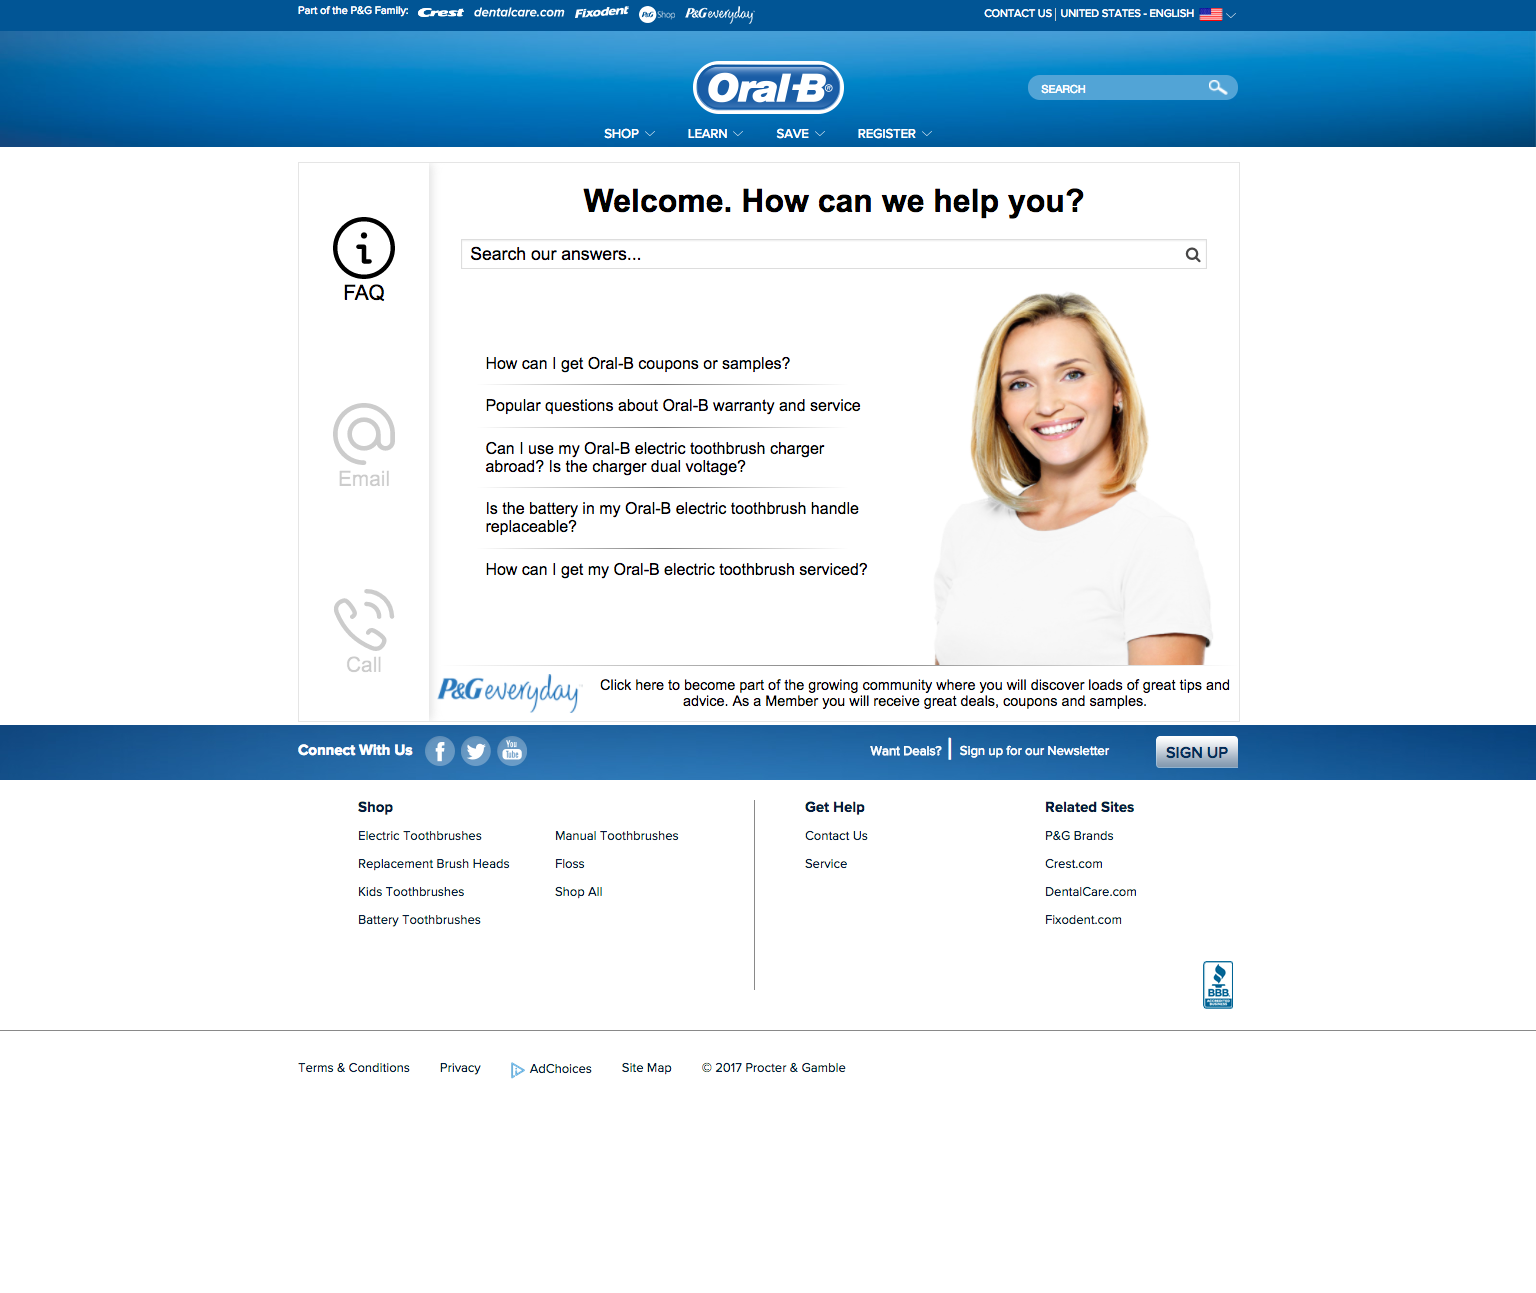 Part of the P&G Family: Crest dentalcare.com Fixodent P&G Shop P&G everyday
CONTACT US | UNITED STATES - ENGLISH
Oral-B®
SEARCH
SHOP LEARN SAVE REGISTER
Welcome. How can we help you?
Search our answers...
FAQ
Email
Call
How can I get Oral-B coupons or samples?
Popular questions about Oral-B warranty and service
Can I use my Oral-B electric toothbrush charger
abroad? Is the charger dual voltage?
Is the battery in my Oral-B electric toothbrush handle
replaceable?
How can I get my Oral-B electric toothbrush serviced?
P&G everyday
Click here to become part of the growing community where you will discover loads of great tips and
advice. As a Member you will receive great deals, coupons and samples.
Connect With Us
You
Tube
Want Deals? | Sign up for our Newsletter
SIGN UP
Shop
Electric Toothbrushes
Replacement Brush Heads
Kids Toothbrushes
Battery Toothbrushes
Manual Toothbrushes
Floss
Shop All
Get Help
Contact Us
Service
Related Sites
P&G Brands
Crest.com
DentalCare.com
Fixodent.com
BBB.
ACCREDITED
BUSINESS
Terms & Conditions Privacy AdChoices Site Map © 2017 Procter & Gamble